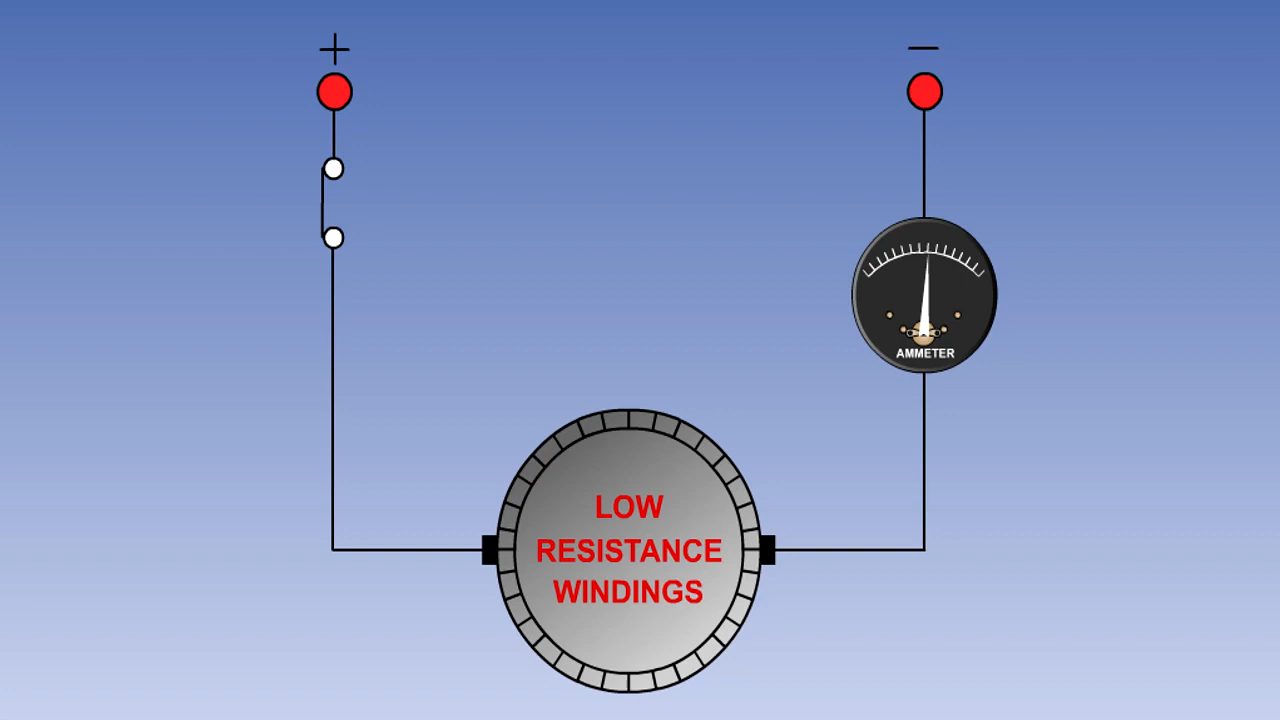 +
−
AMMETER
LOW
RESISTANCE
WINDINGS